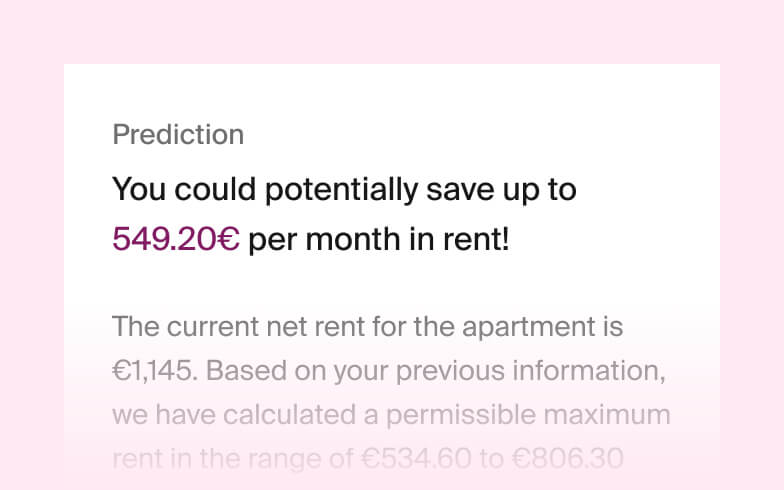 Prediction
You could potentially save up to
549.20€ per month in rent!
The current net rent for the apartment is
€1,145. Based on your previous information,
we have calculated a permissible maximum
rent in the range of €534.60 to €806.30